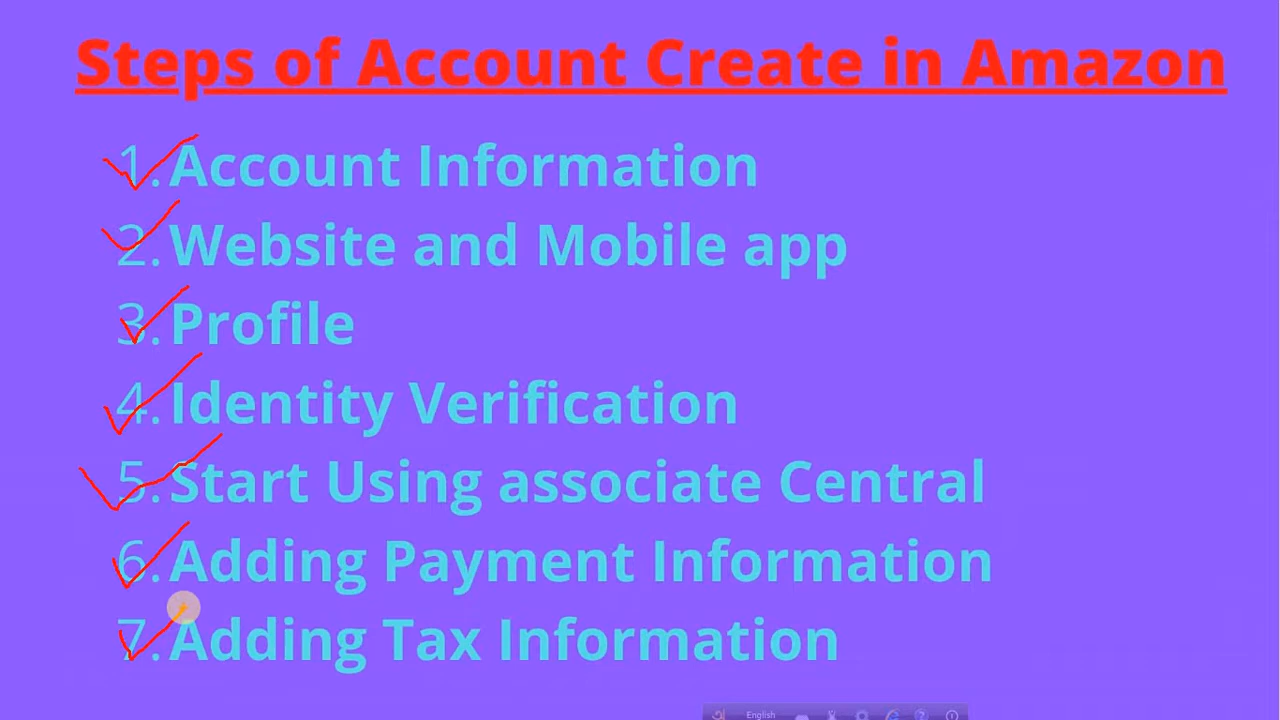 Steps of Account Create in Amazon
1. Account Information
2. Website and Mobile app
3. Profile
4. Identity Verification
5. Start Using associate Central
6. Adding Payment Information
7. Adding Tax Information
English